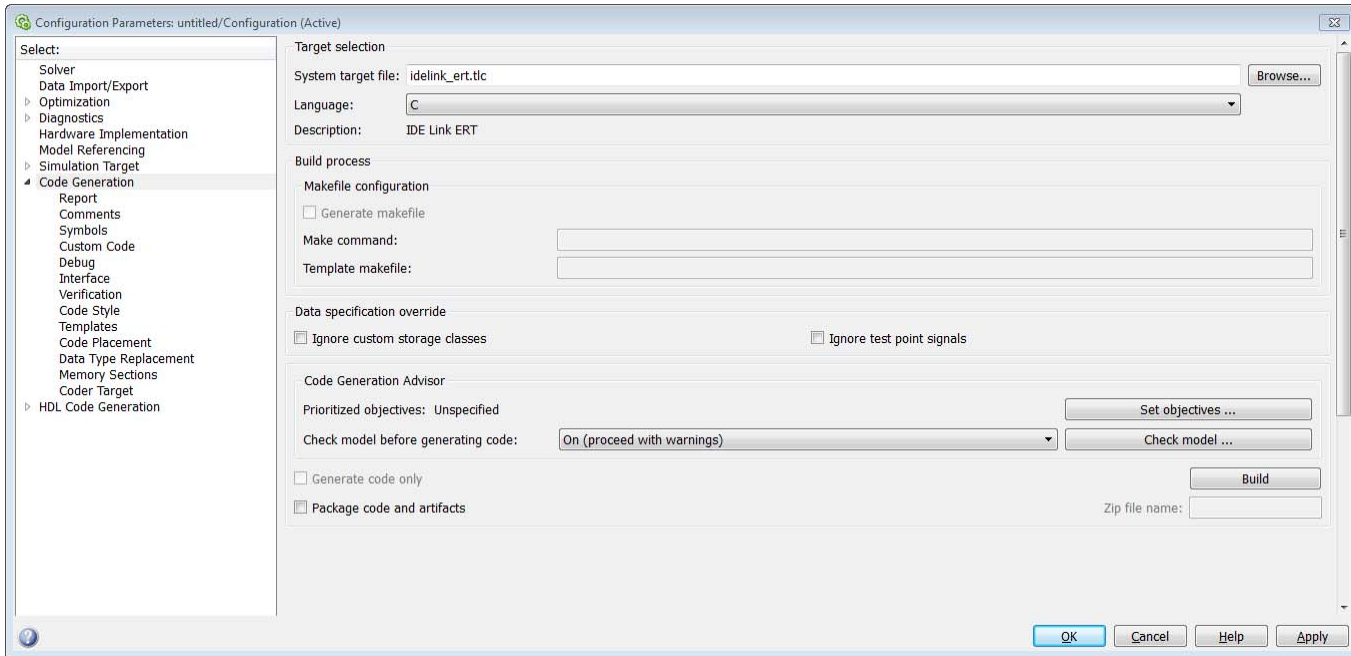 Configuration Parameters: untitled/Configuration (Active)
Select:
Solver
Data Import/Export
Optimization
Diagnostics
Hardware Implementation
Model Referencing
Simulation Target
Code Generation
Report
Comments
Symbols
Custom Code
Debug
Interface
Verification
Code Style
Templates
Code Placement
Data Type Replacement
Memory Sections
Coder Target
HDL Code Generation
Target selection
System target file: idelink_ert.tlc Browse...
Language: C
Description: IDE Link ERT
Build process
Makefile configuration
Generate makefile
Make command:
Template makefile:
Data specification override
Ignore custom storage classes Ignore test point signals
Code Generation Advisor
Prioritized objectives: Unspecified Set objectives ...
Check model before generating code: On (proceed with warnings) Check model ...
Generate code only Build
Package code and artifacts Zip file name:
OK Cancel Help Apply